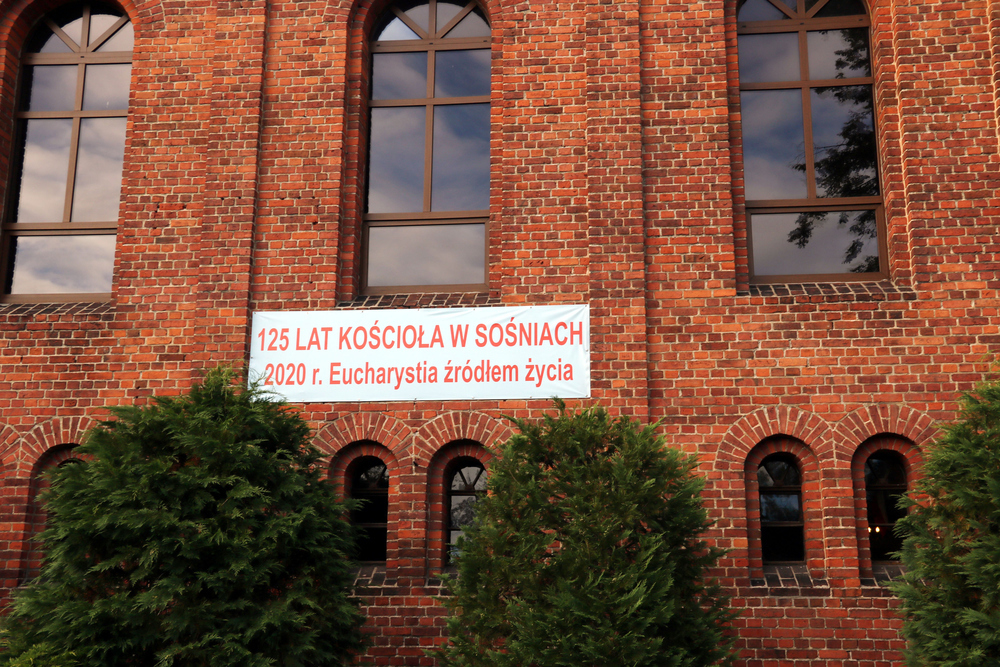 125 LAT KOŚCIOŁA W SOŚNIACH
2020 r. Eucharystia źródłem życia